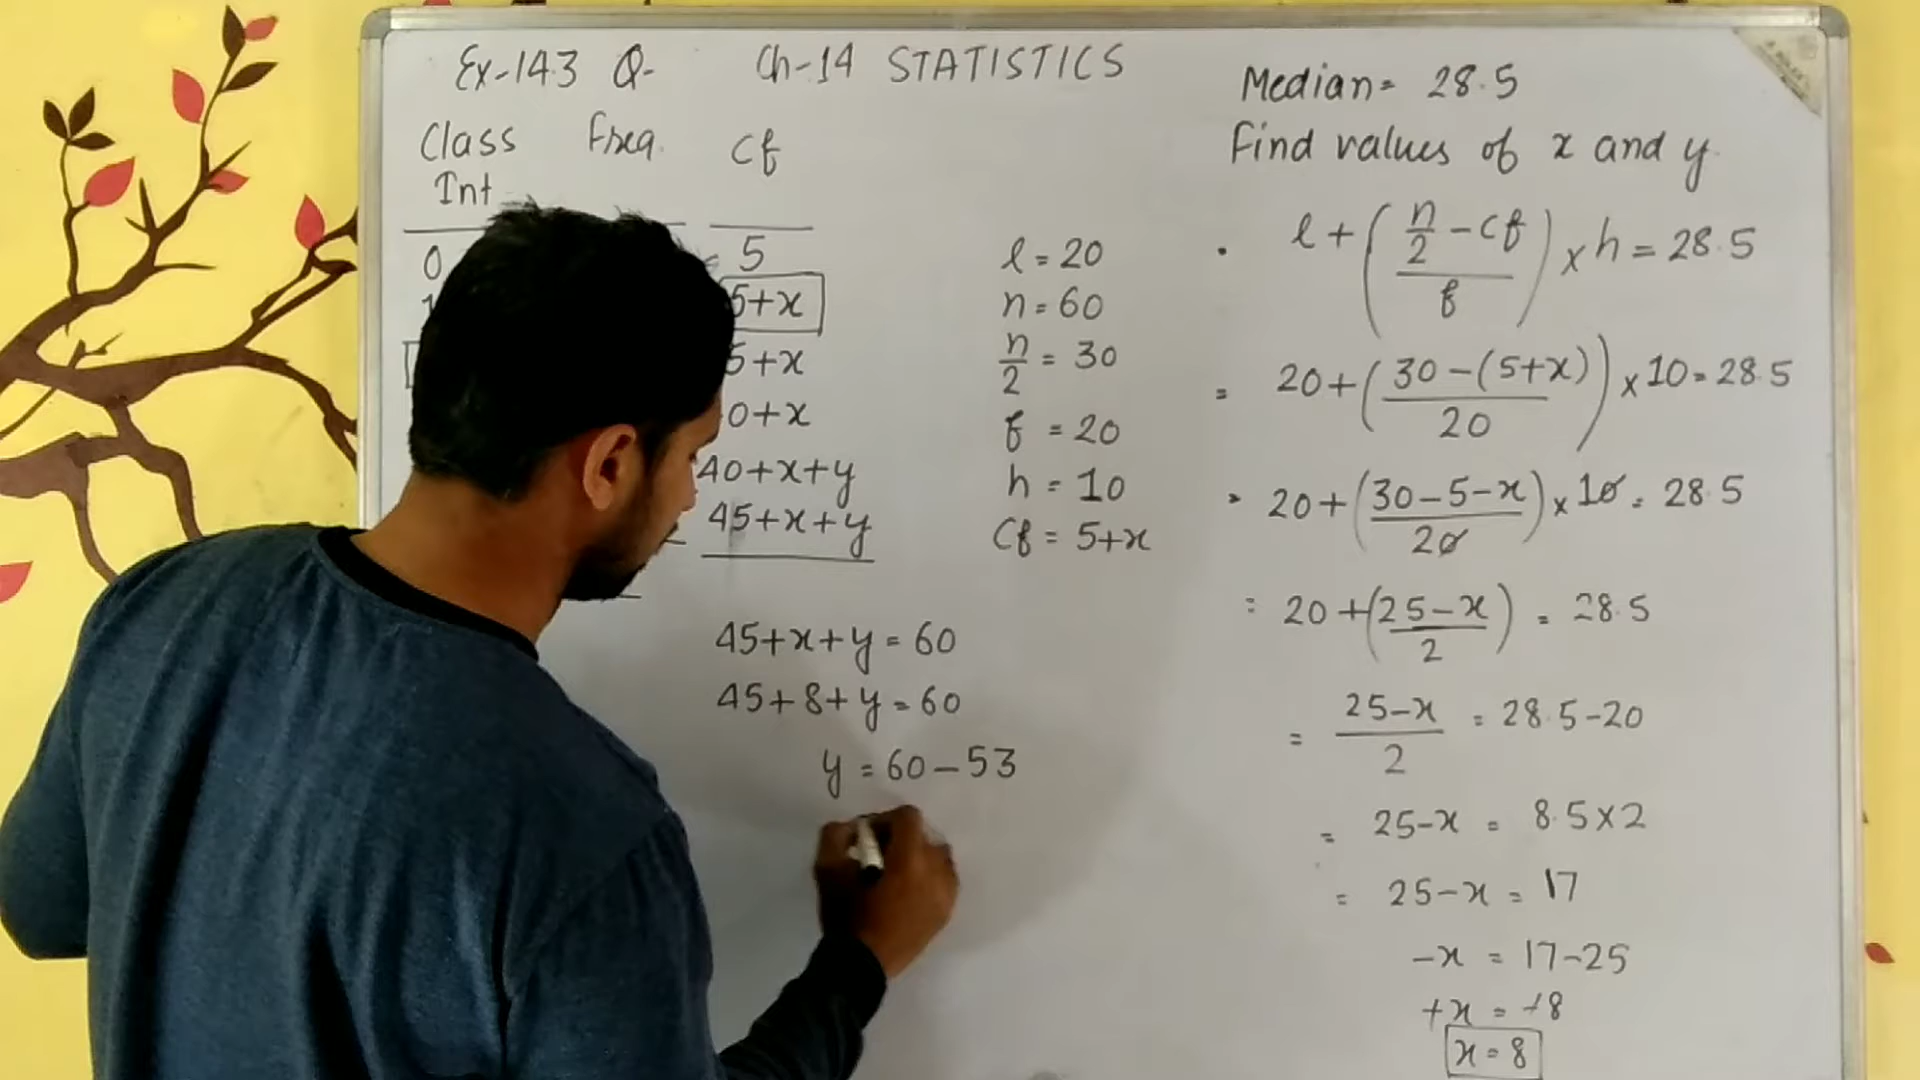 Ex-14.3 Q- Ch-14 STATISTICS
Class Freq. Cf
Int
0
5
5+x
5+x
0+x
40+x+y
45+x+y
45+x+y = 60
45+8+y = 60
y = 60-53
l = 20
n = 60
n/2 = 30
f = 20
h = 10
Cf = 5+x
Median = 28.5
Find values of x and y.
l + ( (n/2 - cf) / f ) × h = 28.5
= 20 + ( (30-(5+x)) / 20 ) × 10 = 28.5
= 20 + ( (30-5-x) / 20 ) × 10 = 28.5
= 20 + ( (25-x) / 2 ) = 28.5
= (25-x) / 2 = 28.5-20
= 25-x = 8.5×2
= 25-x = 17
-x = 17-25
+x = +8
x = 8